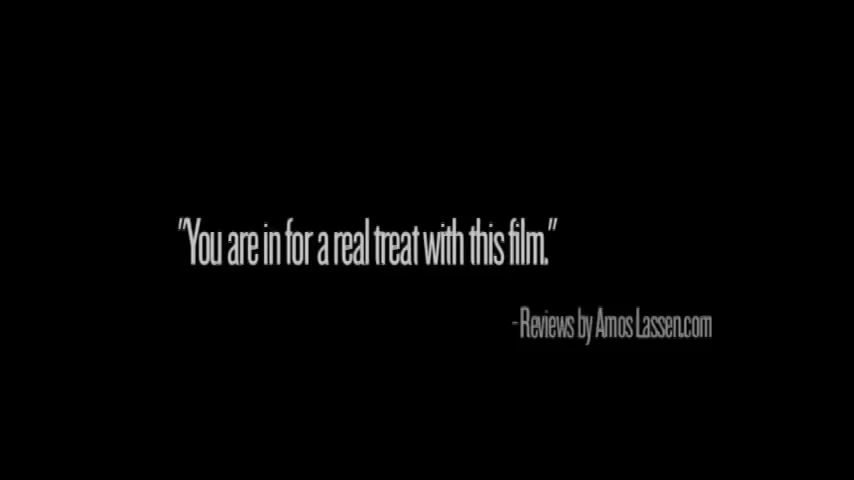 "You are in for a real treat with this film."
- Reviews by Amos Lassen.com